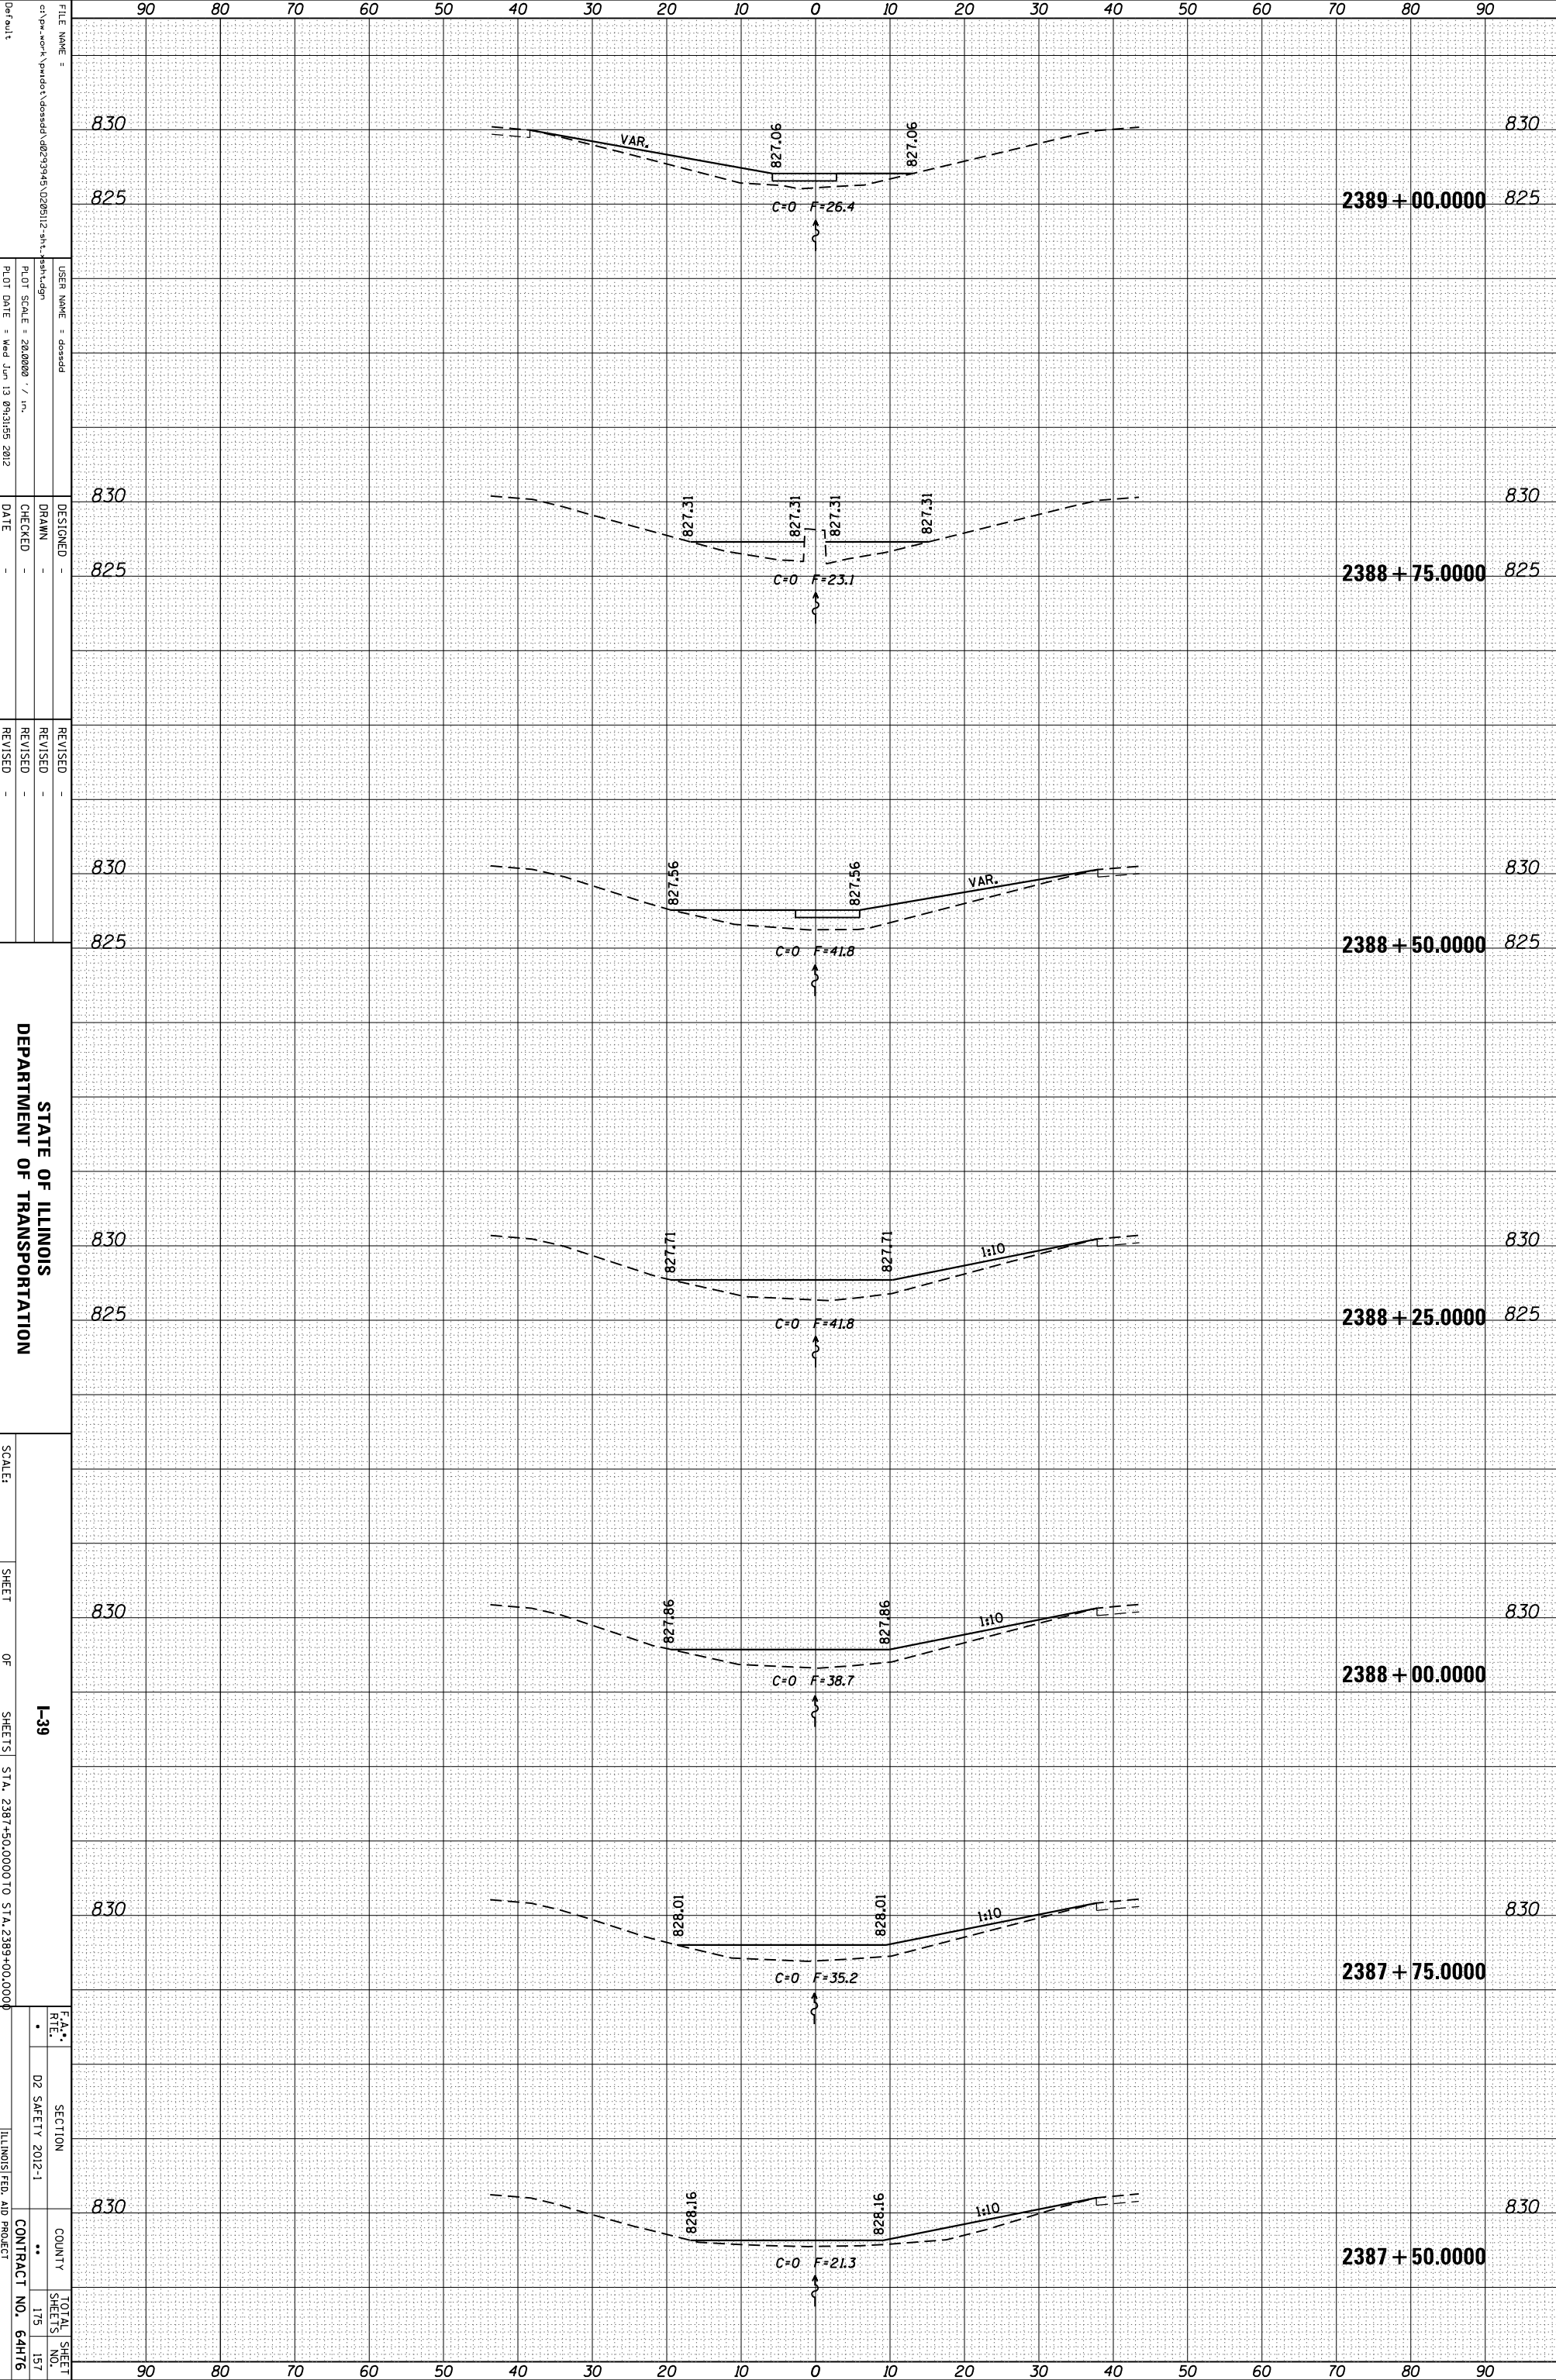 90 80 70 60 50 40 30 20 10 0 10 20 30 40 50 60 70 80 90
830 VAR. 827.06 827.06 830
825 C=0 F=26.4 2389+00.0000 825
830 827.31 827.31 827.31 827.31 830
825 C=0 F=23.1 2388+75.0000 825
830 827.56 827.56 VAR. 830
825 C=0 F=41.8 2388+50.0000 825
830 827.71 827.71 1:10 830
825 C=0 F=41.8 2388+25.0000 825
830 827.86 827.86 1:10 830
C=0 F=38.7 2388+00.0000
830 828.01 828.01 1:10 830
C=0 F=35.2 2387+75.0000
830 828.16 828.16 1:10 830
C=0 F=21.3 2387+50.0000
90 80 70 60 50 40 30 20 10 0 10 20 30 40 50 60 70 80 90
FILE NAME =
c:\pw_work\pwidot\dossdd\d0293945\D205112-sht-xssht.dgn
Default
USER NAME = dossdd
PLOT SCALE = 20.0000 ' / in.
PLOT DATE = Wed Jun 13 09:31:55 2012
DESIGNED -
DRAWN -
CHECKED -
DATE -
REVISED -
REVISED -
REVISED -
REVISED -
STATE OF ILLINOIS
DEPARTMENT OF TRANSPORTATION
I-39
SCALE: SHEET OF SHEETS STA. 2387+50.0000 TO STA. 2389+00.0000
F.A.*. RTE. SECTION COUNTY TOTAL SHEETS SHEET NO.
* D2 SAFETY 2012-1 ** 175 157
CONTRACT NO. 64H76
ILLINOIS FED. AID PROJECT